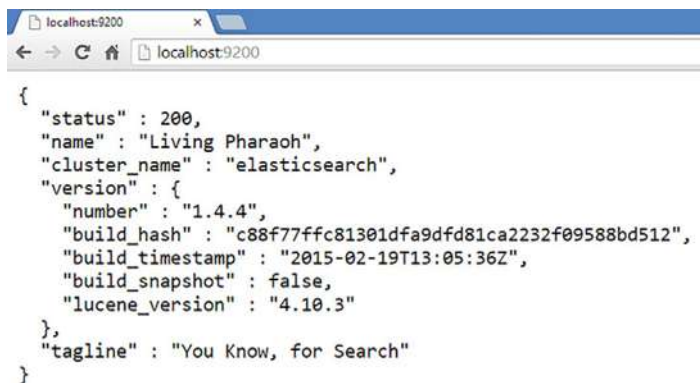 localhost:9200
localhost:9200
{
  "status" : 200,
  "name" : "Living Pharaoh",
  "cluster_name" : "elasticsearch",
  "version" : {
    "number" : "1.4.4",
    "build_hash" : "c88f77ffc81301dfa9dfd81ca2232f09588bd512",
    "build_timestamp" : "2015-02-19T13:05:36Z",
    "build_snapshot" : false,
    "lucene_version" : "4.10.3"
  },
  "tagline" : "You Know, for Search"
}